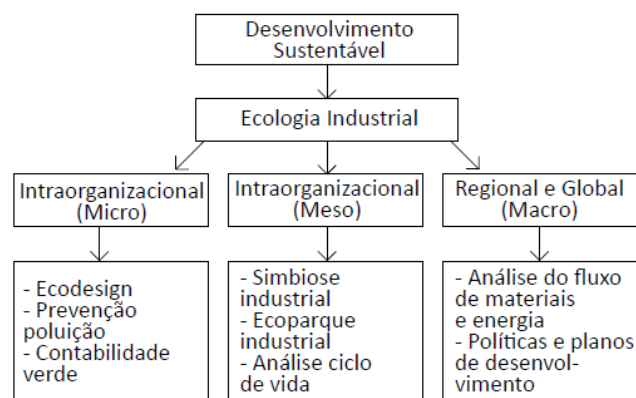 Desenvolvimento
Sustentável
Ecologia Industrial
Intraorganizacional
(Micro)
Intraorganizacional
(Meso)
Regional e Global
(Macro)
- Ecodesign
- Prevenção
poluição
- Contabilidade
verde
- Simbiose
industrial
- Ecoparque
industrial
- Análise ciclo
de vida
- Análise do fluxo
de materiais
e energia
- Políticas e planos
de desenvol-
vimento